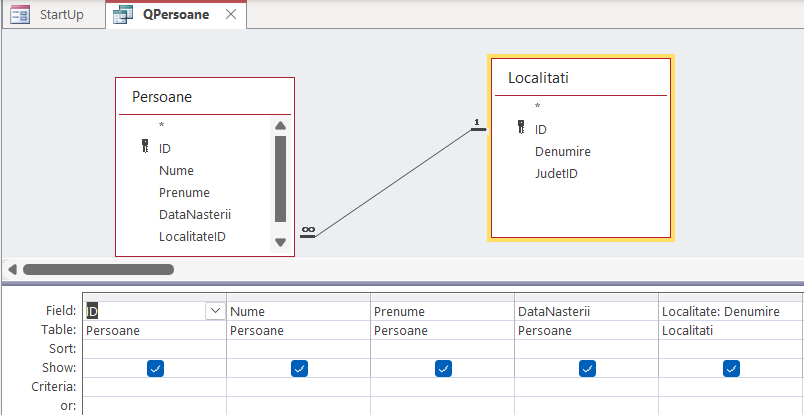 StartUp QPersoane
Persoane
*
ID
Nume
Prenume
DataNasterii
LocalitateID
∞
1
Localitati
*
ID
Denumire
JudetID
Field: ID Nume Prenume DataNasterii Localitate: Denumire
Table: Persoane Persoane Persoane Persoane Localitati
Sort:
Show:
Criteria:
or: